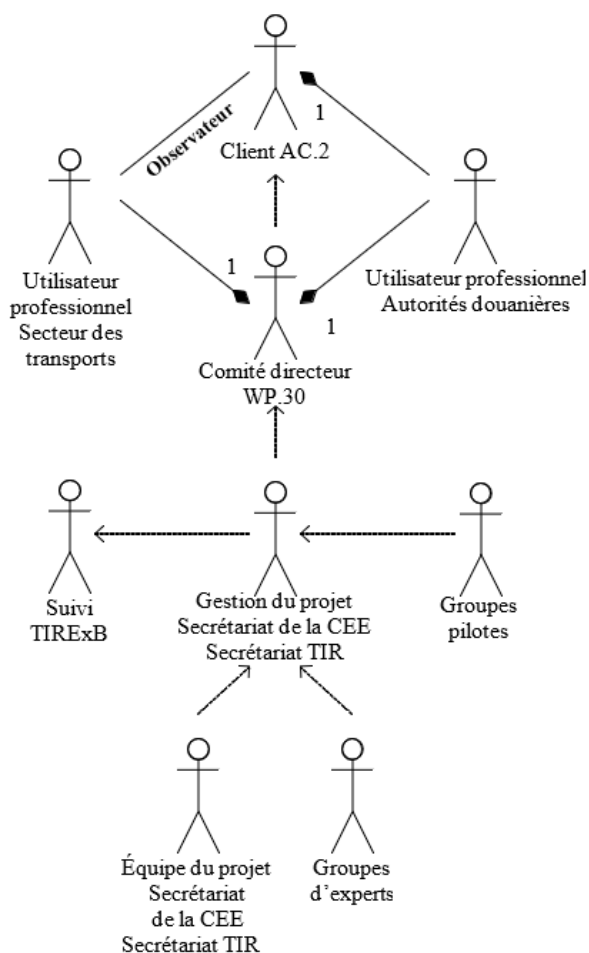 Observateur
1
Client AC.2
Utilisateur
professionnel
Secteur des
transports
1
Utilisateur professionnel
Autorités douanières
1
Comité directeur
WP.30
Suivi
TIRExB
Gestion du projet
Secrétariat de la CEE
Secrétariat TIR
Groupes
pilotes
Équipe du projet
Secrétariat
de la CEE
Secrétariat TIR
Groupes
d’experts